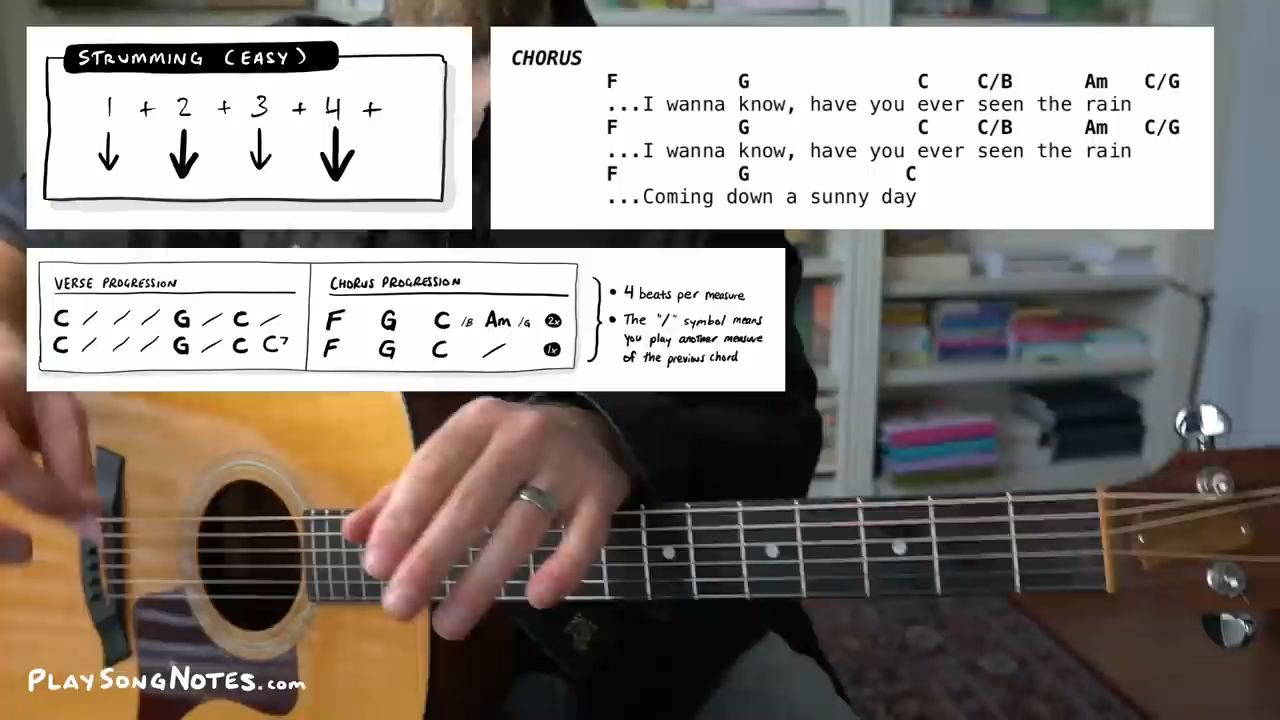 STRUMMING (EASY)
1 + 2 + 3 + 4 +
CHORUS
F G C C/B Am C/G
...I wanna know, have you ever seen the rain
F G C C/B Am C/G
...I wanna know, have you ever seen the rain
F G C
...Coming down a sunny day
VERSE PROGRESSION
C / / / G / C /
C / / / G / C C7
CHORUS PROGRESSION
F G C /B Am /G 2x
F G C / 1x
• 4 beats per measure
• The "/" symbol means
you play another measure
of the previous chord
PLAYSONGNOTES.COM